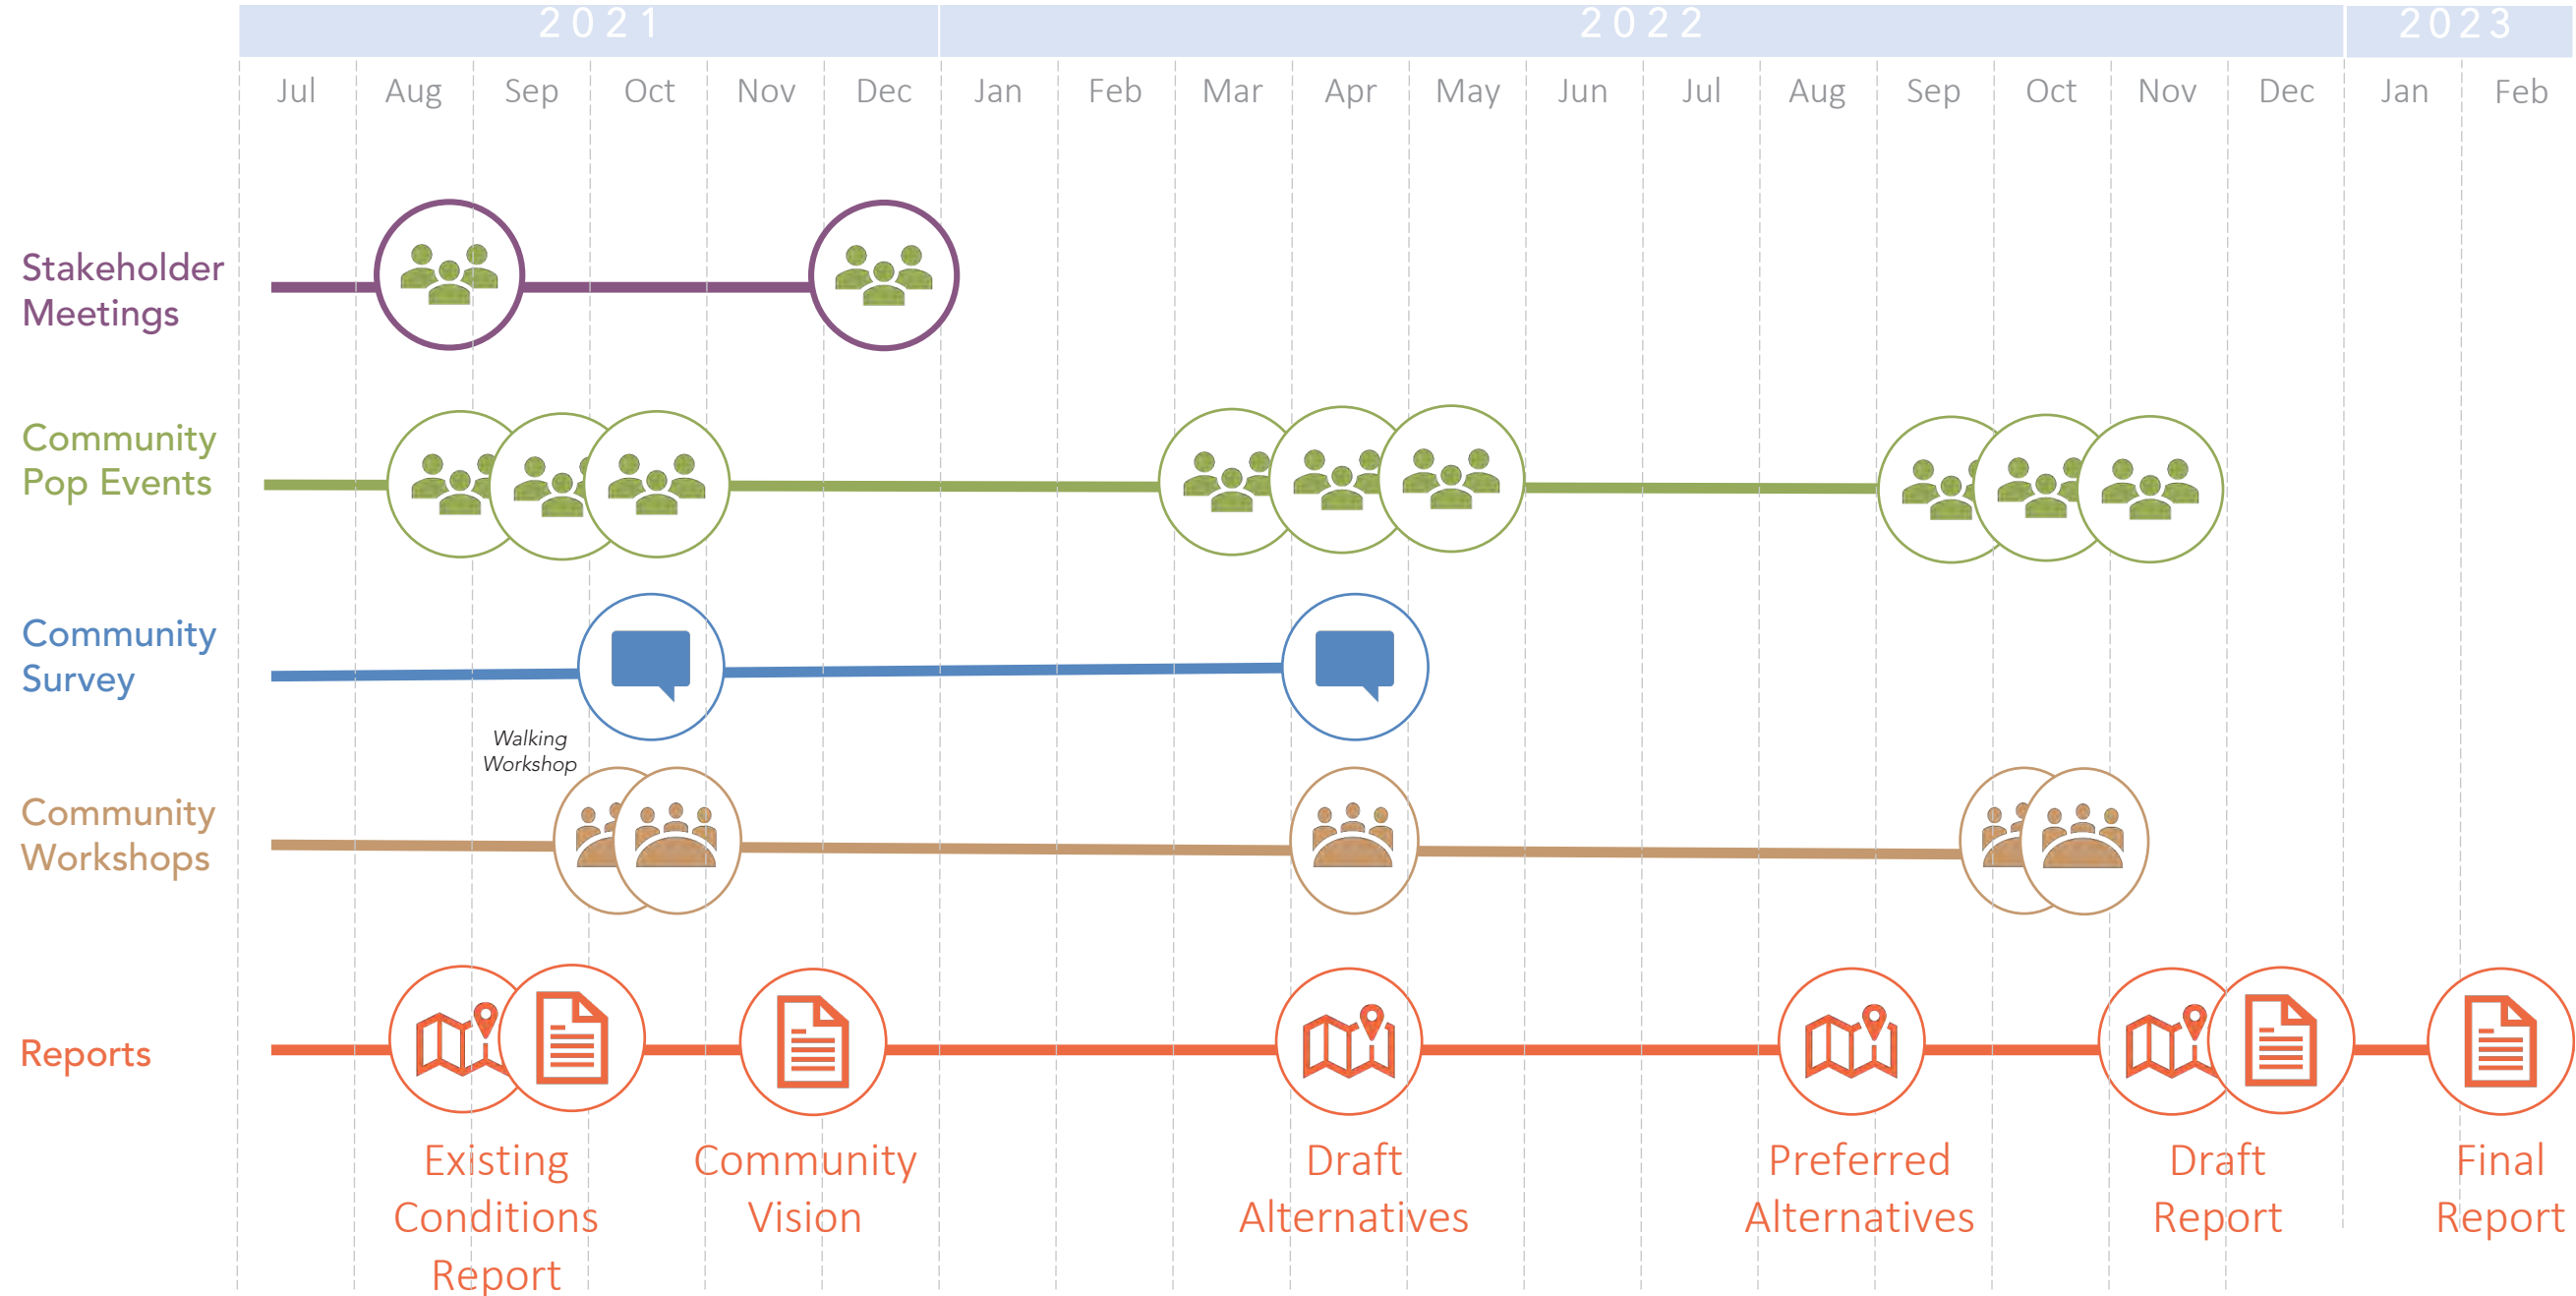 2021 2022 2023
Jul Aug Sep Oct Nov Dec Jan Feb Mar Apr May Jun Jul Aug Sep Oct Nov Dec Jan Feb
Stakeholder
Meetings
Community
Pop Events
Community
Survey
Walking
Workshop
Community
Workshops
Reports
Existing
Conditions
Report
Community
Vision
Draft
Alternatives
Preferred
Alternatives
Draft
Report
Final
Report